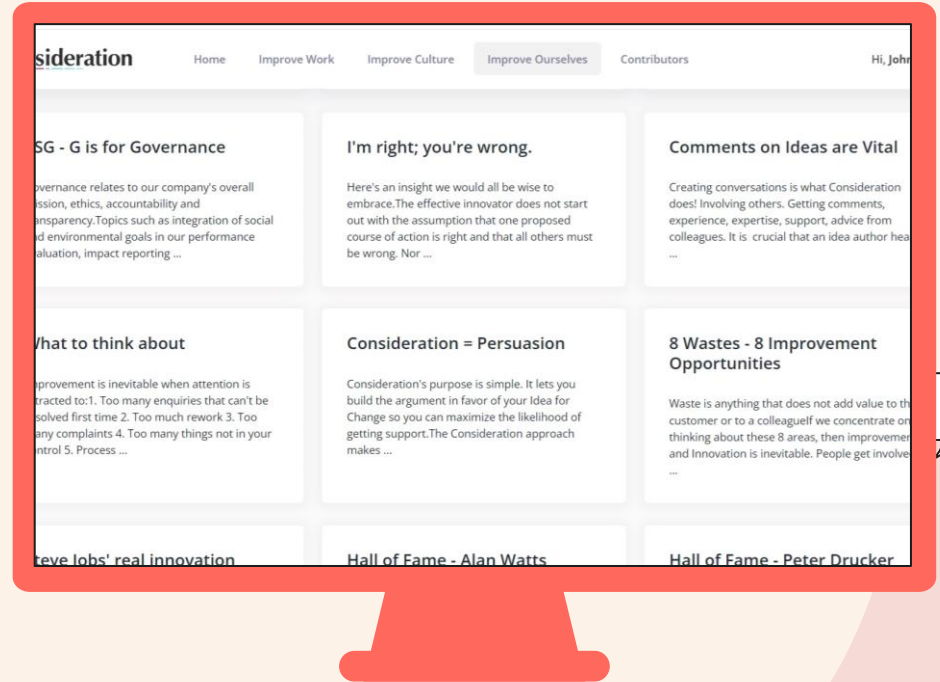 sideration
Home Improve Work Improve Culture Improve Ourselves Contributors
Hi, John
SG - G is for Governance
overnance relates to our company's overall
ission, ethics, accountability and
ansparency.Topics such as integration of social
d environmental goals in our performance
aluation, impact reporting ...
I'm right; you're wrong.
Here's an insight we would all be wise to
embrace.The effective innovator does not start
out with the assumption that one proposed
course of action is right and that all others must
be wrong. Nor ...
Comments on Ideas are Vital
Creating conversations is what Consideration
does! Involving others. Getting comments,
experience, expertise, support, advice from
colleagues. It is crucial that an idea author hea
...
What to think about
provement is inevitable when attention is
tracted to:1. Too many enquiries that can't be
solved first time 2. Too much rework 3. Too
any complaints 4. Too many things not in your
ntrol 5. Process ...
Consideration = Persuasion
Consideration's purpose is simple. It lets you
build the argument in favor of your Idea for
Change so you can maximize the likelihood of
getting support.The Consideration approach
makes ...
8 Wastes - 8 Improvement
Opportunities
Waste is anything that does not add value to th
customer or to a colleagueIf we concentrate on
thinking about these 8 areas, then improvemen
and Innovation is inevitable. People get involve
...
teve Jobs' real innovation
Hall of Fame - Alan Watts
Hall of Fame - Peter Drucker